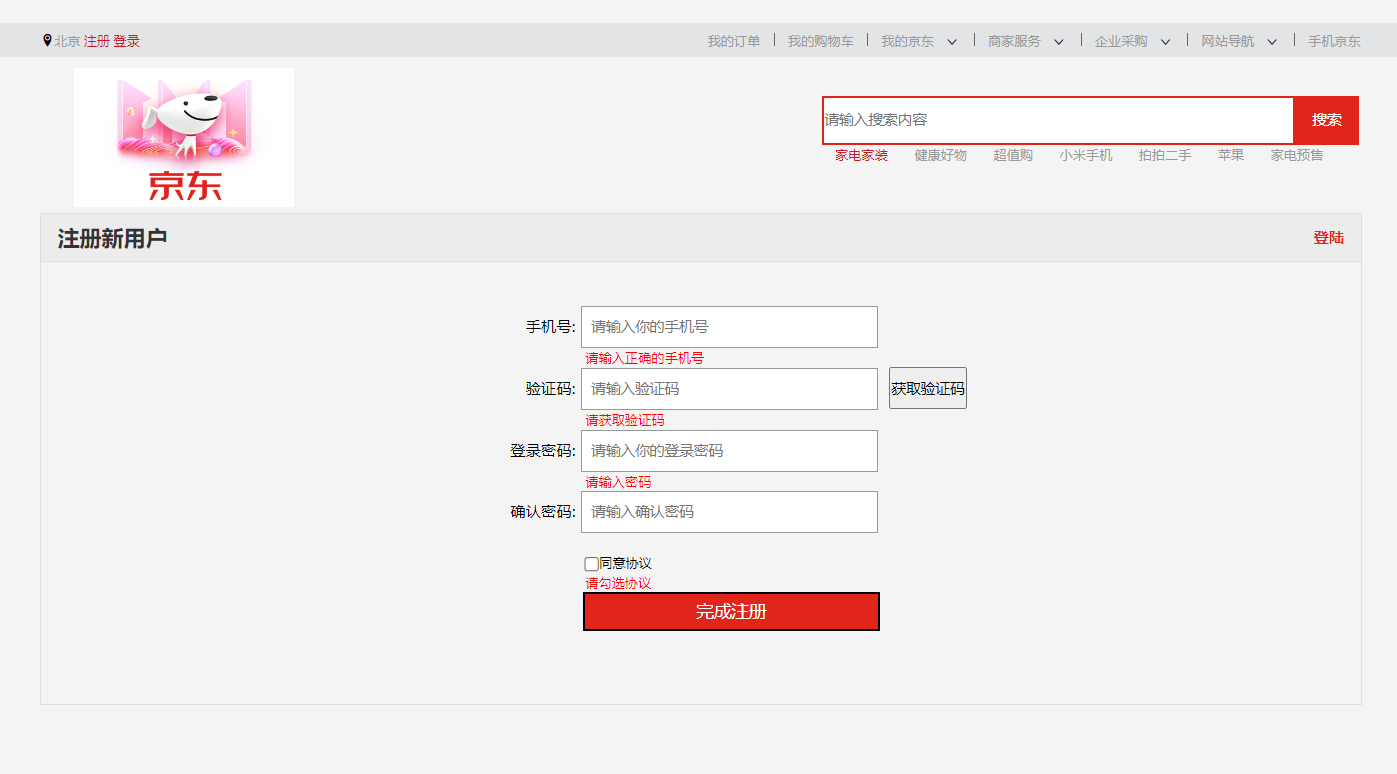 北京 注册 登录 我的订单 我的购物车 我的京东 商家服务 企业采购 网站导航 手机京东
京东
请输入搜索内容 搜索
家电家装 健康好物 超值购 小米手机 拍拍二手 苹果 家电预售
注册新用户 登陆
手机号: 请输入你的手机号
请输入正确的手机号
验证码: 请输入验证码 获取验证码
请获取验证码
登录密码: 请输入你的登录密码
请输入密码
确认密码: 请输入确认密码
同意协议
请勾选协议
完成注册